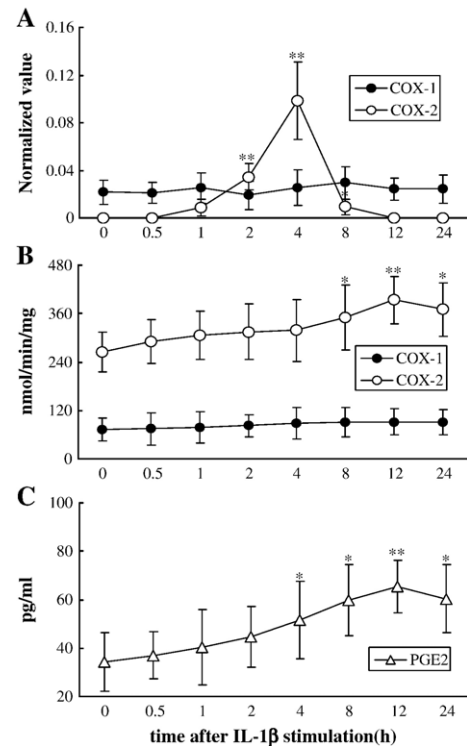 A
0.16
0.12
0.08
0.04
0
Normalized value
**
**
*
COX-1
COX-2
0 0.5 1 2 4 8 12 24
B
480
360
240
120
0
nmol/min/mg
* ** *
COX-1
COX-2
0 0.5 1 2 4 8 12 24
C
100
80
60
40
20
pg/ml
* * ** *
PGE2
0 0.5 1 2 4 8 12 24
time after IL-1β stimulation(h)